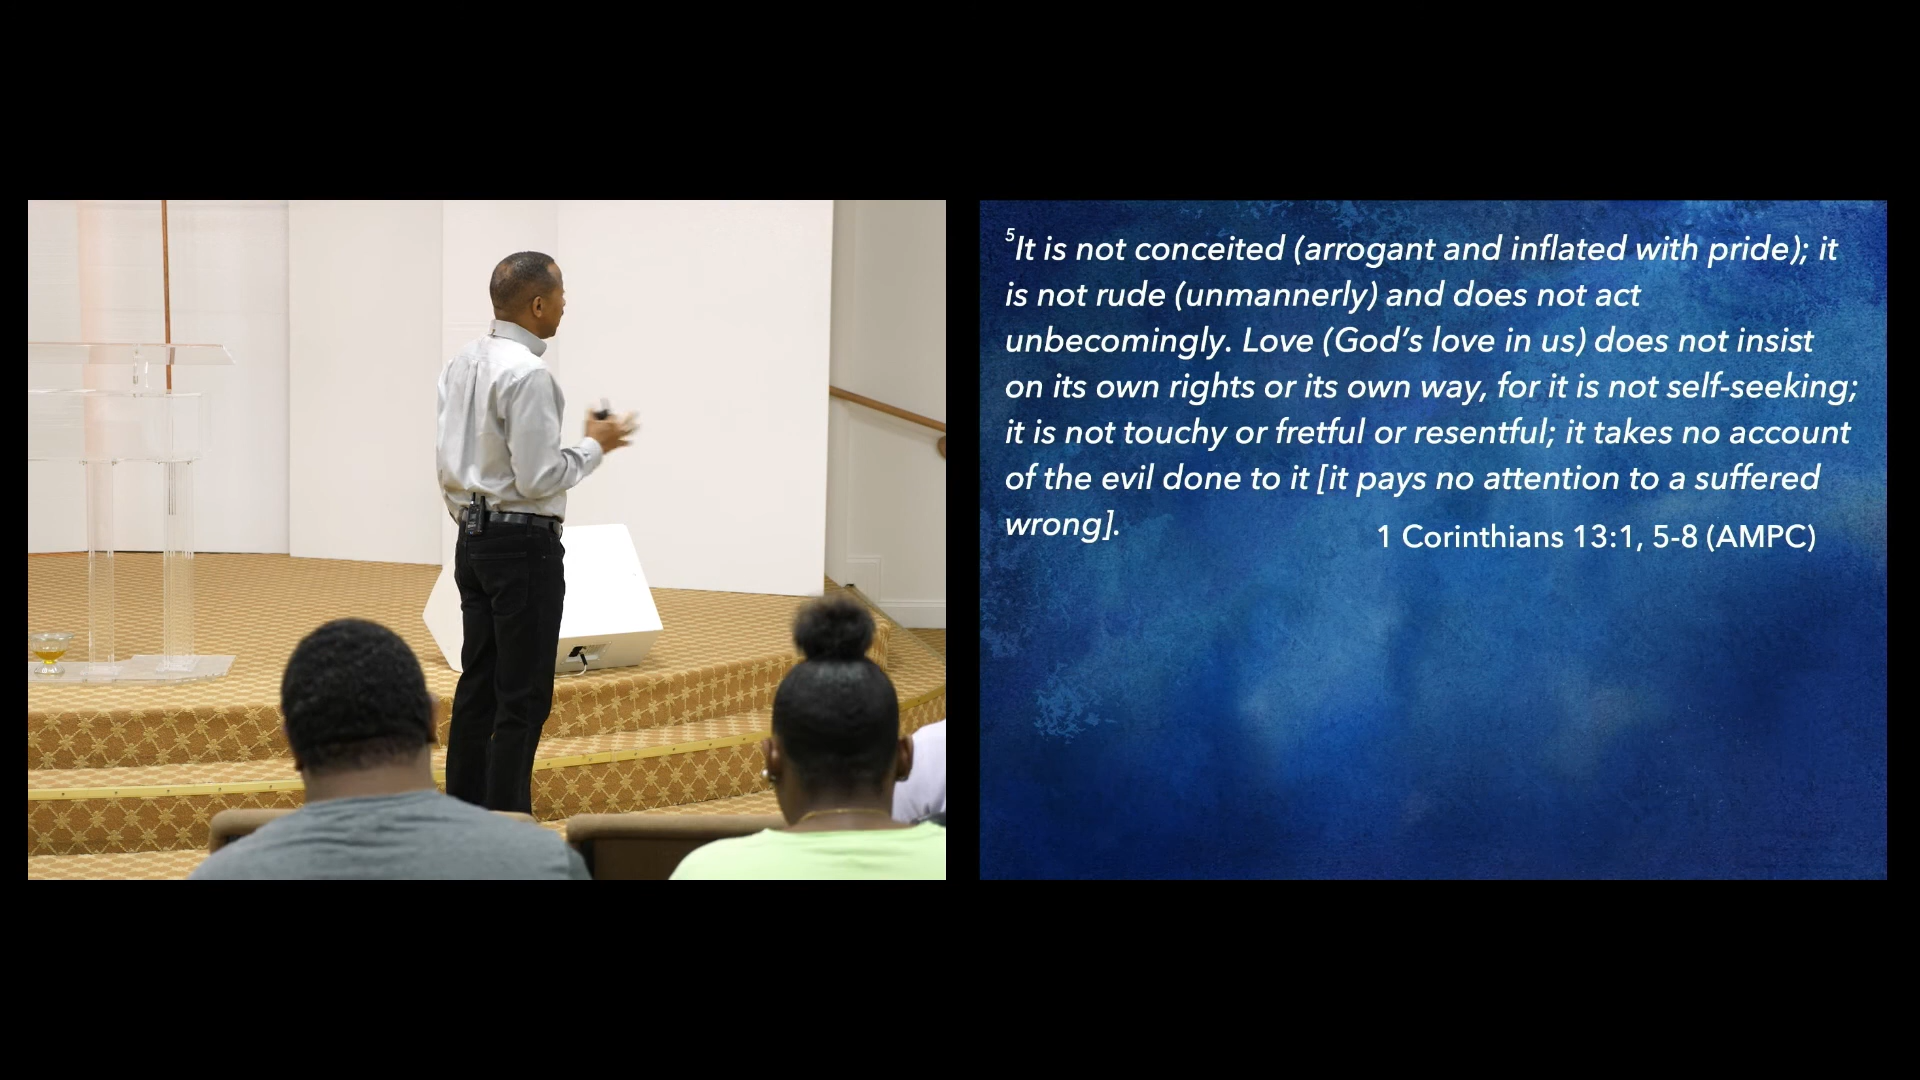 ⁵It is not conceited (arrogant and inflated with pride); it
is not rude (unmannerly) and does not act
unbecomingly. Love (God’s love in us) does not insist
on its own rights or its own way, for it is not self-seeking;
it is not touchy or fretful or resentful; it takes no account
of the evil done to it [it pays no attention to a suffered
wrong].
1 Corinthians 13:1, 5-8 (AMPC)